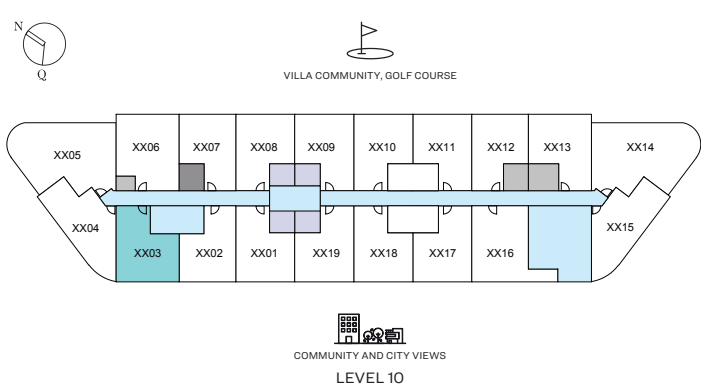 N
Q
VILLA COMMUNITY, GOLF COURSE
XX05
XX06
XX07
XX08
XX09
XX10
XX11
XX12
XX13
XX14
XX04
XX03
XX02
XX01
XX19
XX18
XX17
XX16
XX15
COMMUNITY AND CITY VIEWS
LEVEL 10